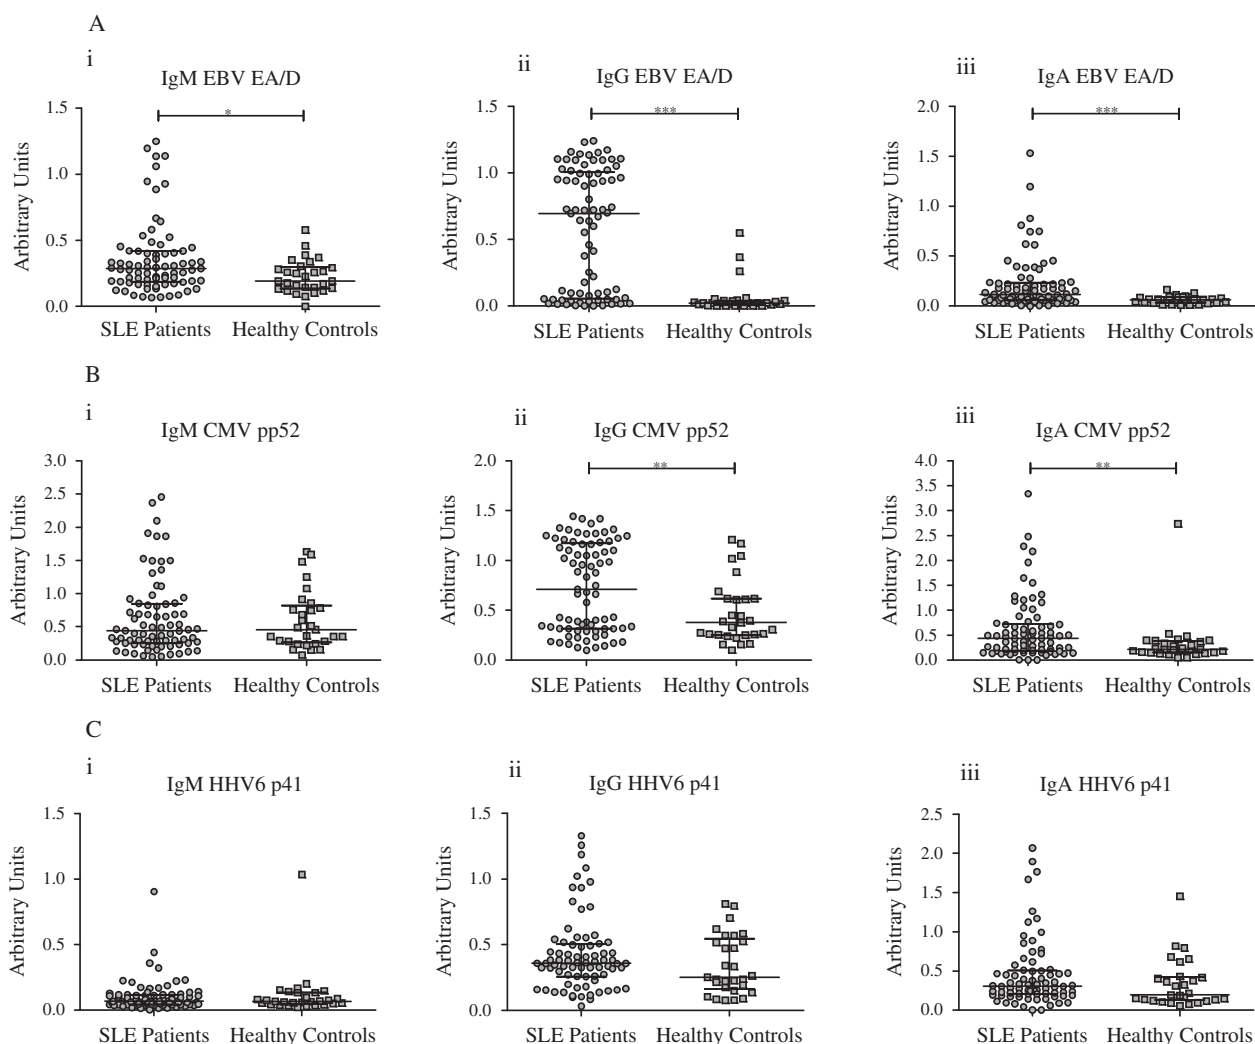 A
i
IgM EBV EA/D
Arbitrary Units
1.5
1.0
0.5
0.0
*
SLE Patients Healthy Controls
ii
IgG EBV EA/D
Arbitrary Units
1.5
1.0
0.5
0.0
***
SLE Patients Healthy Controls
iii
IgA EBV EA/D
Arbitrary Units
2.0
1.5
1.0
0.5
0.0
***
SLE Patients Healthy Controls
B
i
IgM CMV pp52
Arbitrary Units
3.0
2.5
2.0
1.5
1.0
0.5
0.0
SLE Patients Healthy Controls
ii
IgG CMV pp52
Arbitrary Units
2.0
1.5
1.0
0.5
0.0
**
SLE Patients Healthy Controls
iii
IgA CMV pp52
Arbitrary Units
4.0
3.5
3.0
2.5
2.0
1.5
1.0
0.5
0.0
**
SLE Patients Healthy Controls
C
i
IgM HHV6 p41
Arbitrary Units
1.5
1.0
0.5
0.0
SLE Patients Healthy Controls
ii
IgG HHV6 p41
Arbitrary Units
1.5
1.0
0.5
0.0
SLE Patients Healthy Controls
iii
IgA HHV6 p41
Arbitrary Units
2.5
2.0
1.5
1.0
0.5
0.0
SLE Patients Healthy Controls